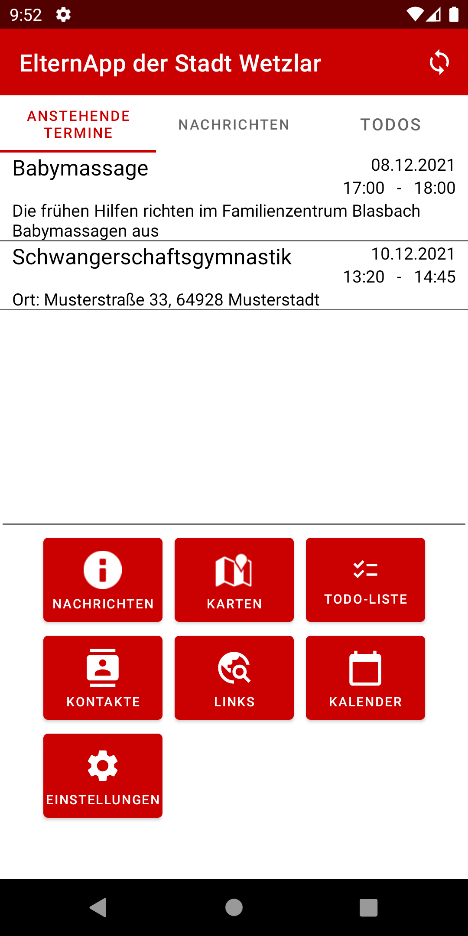 9:52
ElternApp der Stadt Wetzlar
ANSTEHENDE
TERMINE
NACHRICHTEN
TODOS
Babymassage
08.12.2021
17:00 - 18:00
Die frühen Hilfen richten im Familienzentrum Blasbach
Babymassagen aus
Schwangerschaftsgymnastik
10.12.2021
13:20 - 14:45
Ort: Musterstraße 33, 64928 Musterstadt
NACHRICHTEN
KARTEN
TODO-LISTE
KONTAKTE
LINKS
KALENDER
EINSTELLUNGEN